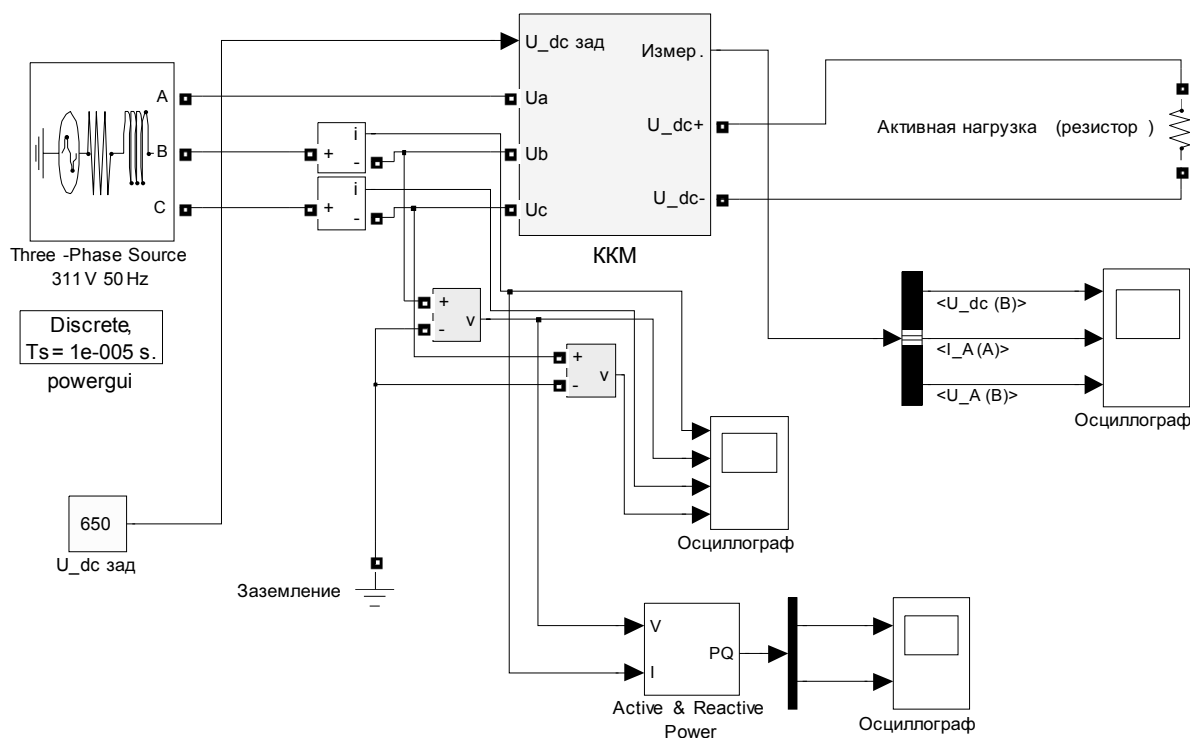 U_dc зад
Измер.
A
Ua
U_dc+
Активная нагрузка (резистор )
i
+
-
B
Ub
i
+
-
C
Uc
U_dc-
Three -Phase Source
311 V 50 Hz
ККМ
+
-
v
<U_dc (B)>
Discrete,
Ts = 1e-005 s.
powergui
+
-
v
<I_A (A)>
<U_A (B)>
Осциллограф
650
U_dc зад
Осциллограф
Заземление
V
I
PQ
Active & Reactive
Power
Осциллограф